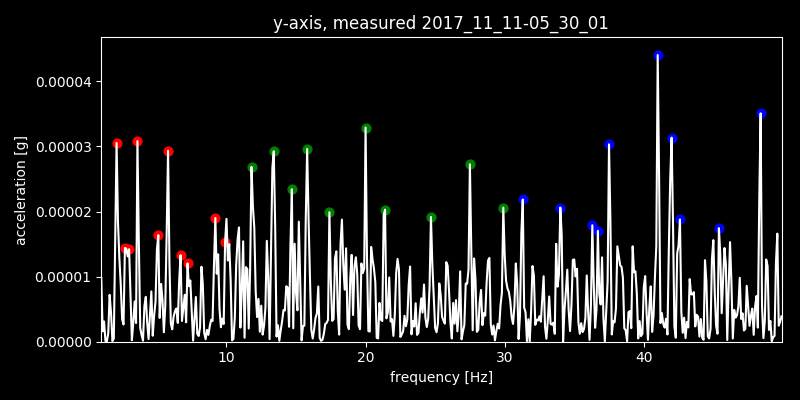 y-axis, measured 2017_11_11-05_30_01
acceleration [g]
0.00004
0.00003
0.00002
0.00001
0.00000
10 20 30 40
frequency [Hz]